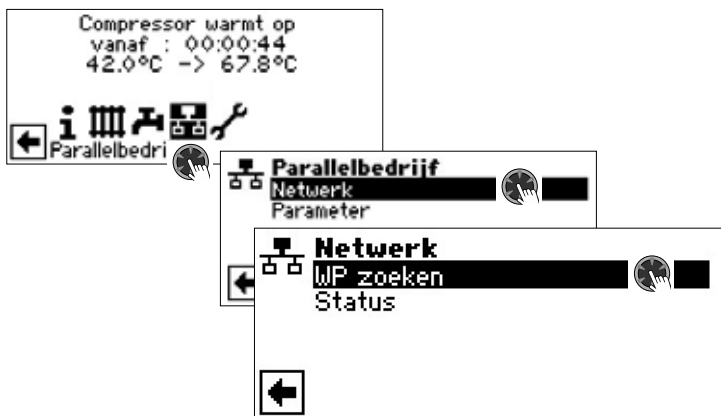 Compressor warmt op
vanaf : 00:00:44
42.0°C -> 67.8°C
Parallelbedri
Parallelbedrijf
Netwerk
Parameter
Netwerk
WP zoeken
Status